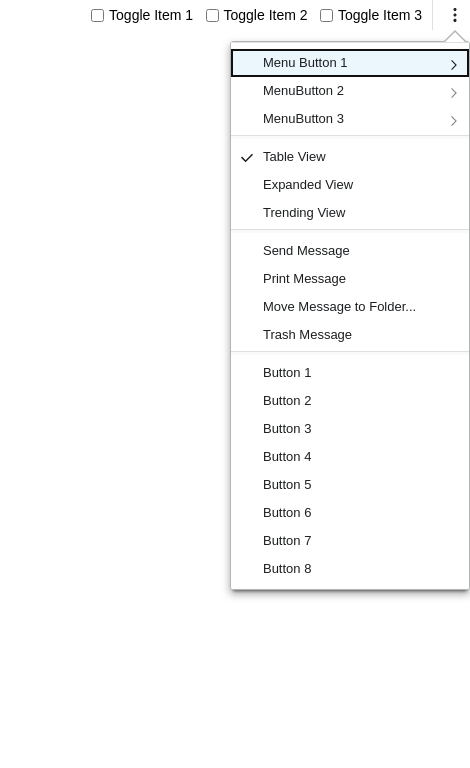 Toggle Item 1 Toggle Item 2 Toggle Item 3
Menu Button 1
MenuButton 2
MenuButton 3
Table View
Expanded View
Trending View
Send Message
Print Message
Move Message to Folder...
Trash Message
Button 1
Button 2
Button 3
Button 4
Button 5
Button 6
Button 7
Button 8